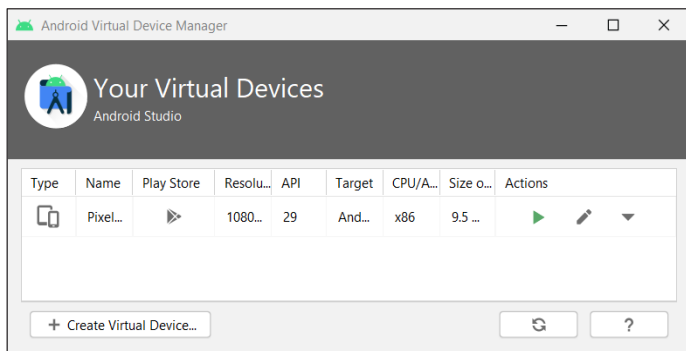 Android Virtual Device Manager
Your Virtual Devices
Android Studio
Type Name Play Store Resolu... API Target CPU/A... Size o... Actions
Pixel... 1080... 29 And... x86 9.5 ...
+ Create Virtual Device... ?